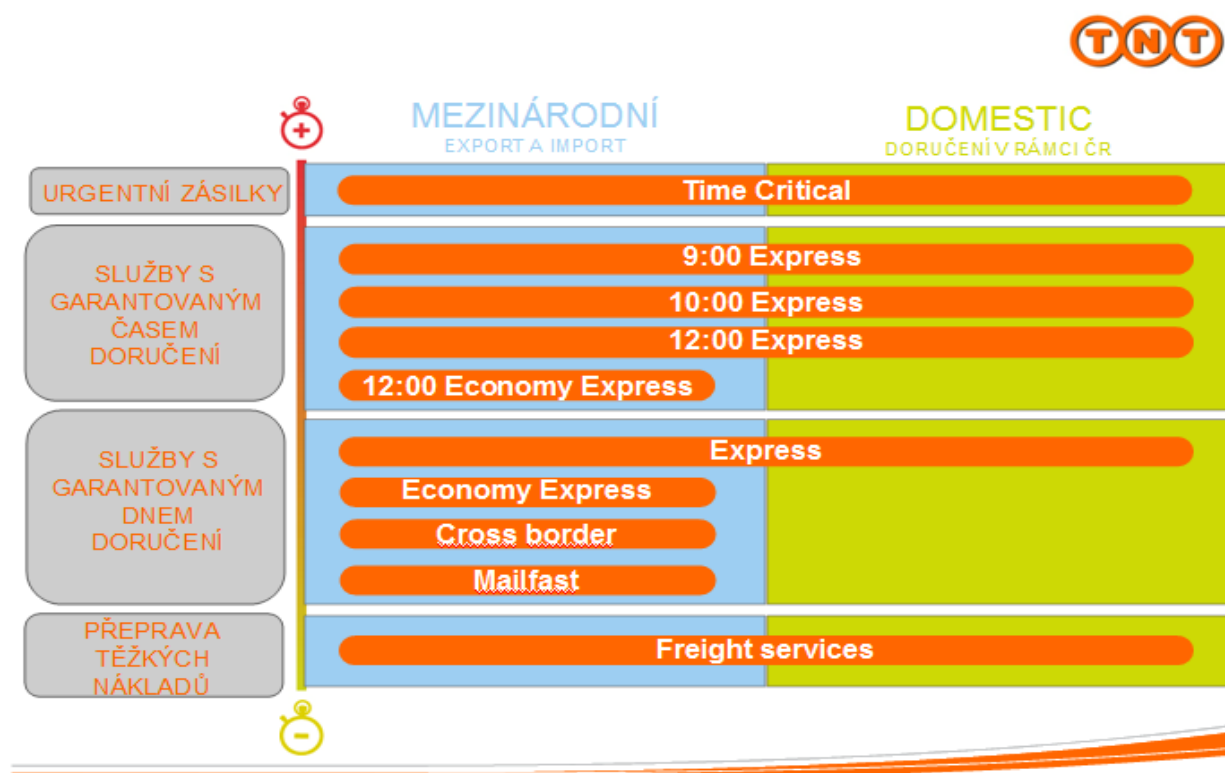 TNT
MEZINÁRODNÍ
EXPORT A IMPORT
DOMESTIC
DORUČENÍ V RÁMCI ČR
URGENTNÍ ZÁSILKY
Time Critical
SLUŽBY S
GARANTOVANÝM
ČASEM
DORUČENÍ
9:00 Express
10:00 Express
12:00 Express
12:00 Economy Express
SLUŽBY S
GARANTOVANÝM
DNEM
DORUČENÍ
Express
Economy Express
Cross border
Mailfast
PŘEPRAVA
TĚŽKÝCH
NÁKLADŮ
Freight services